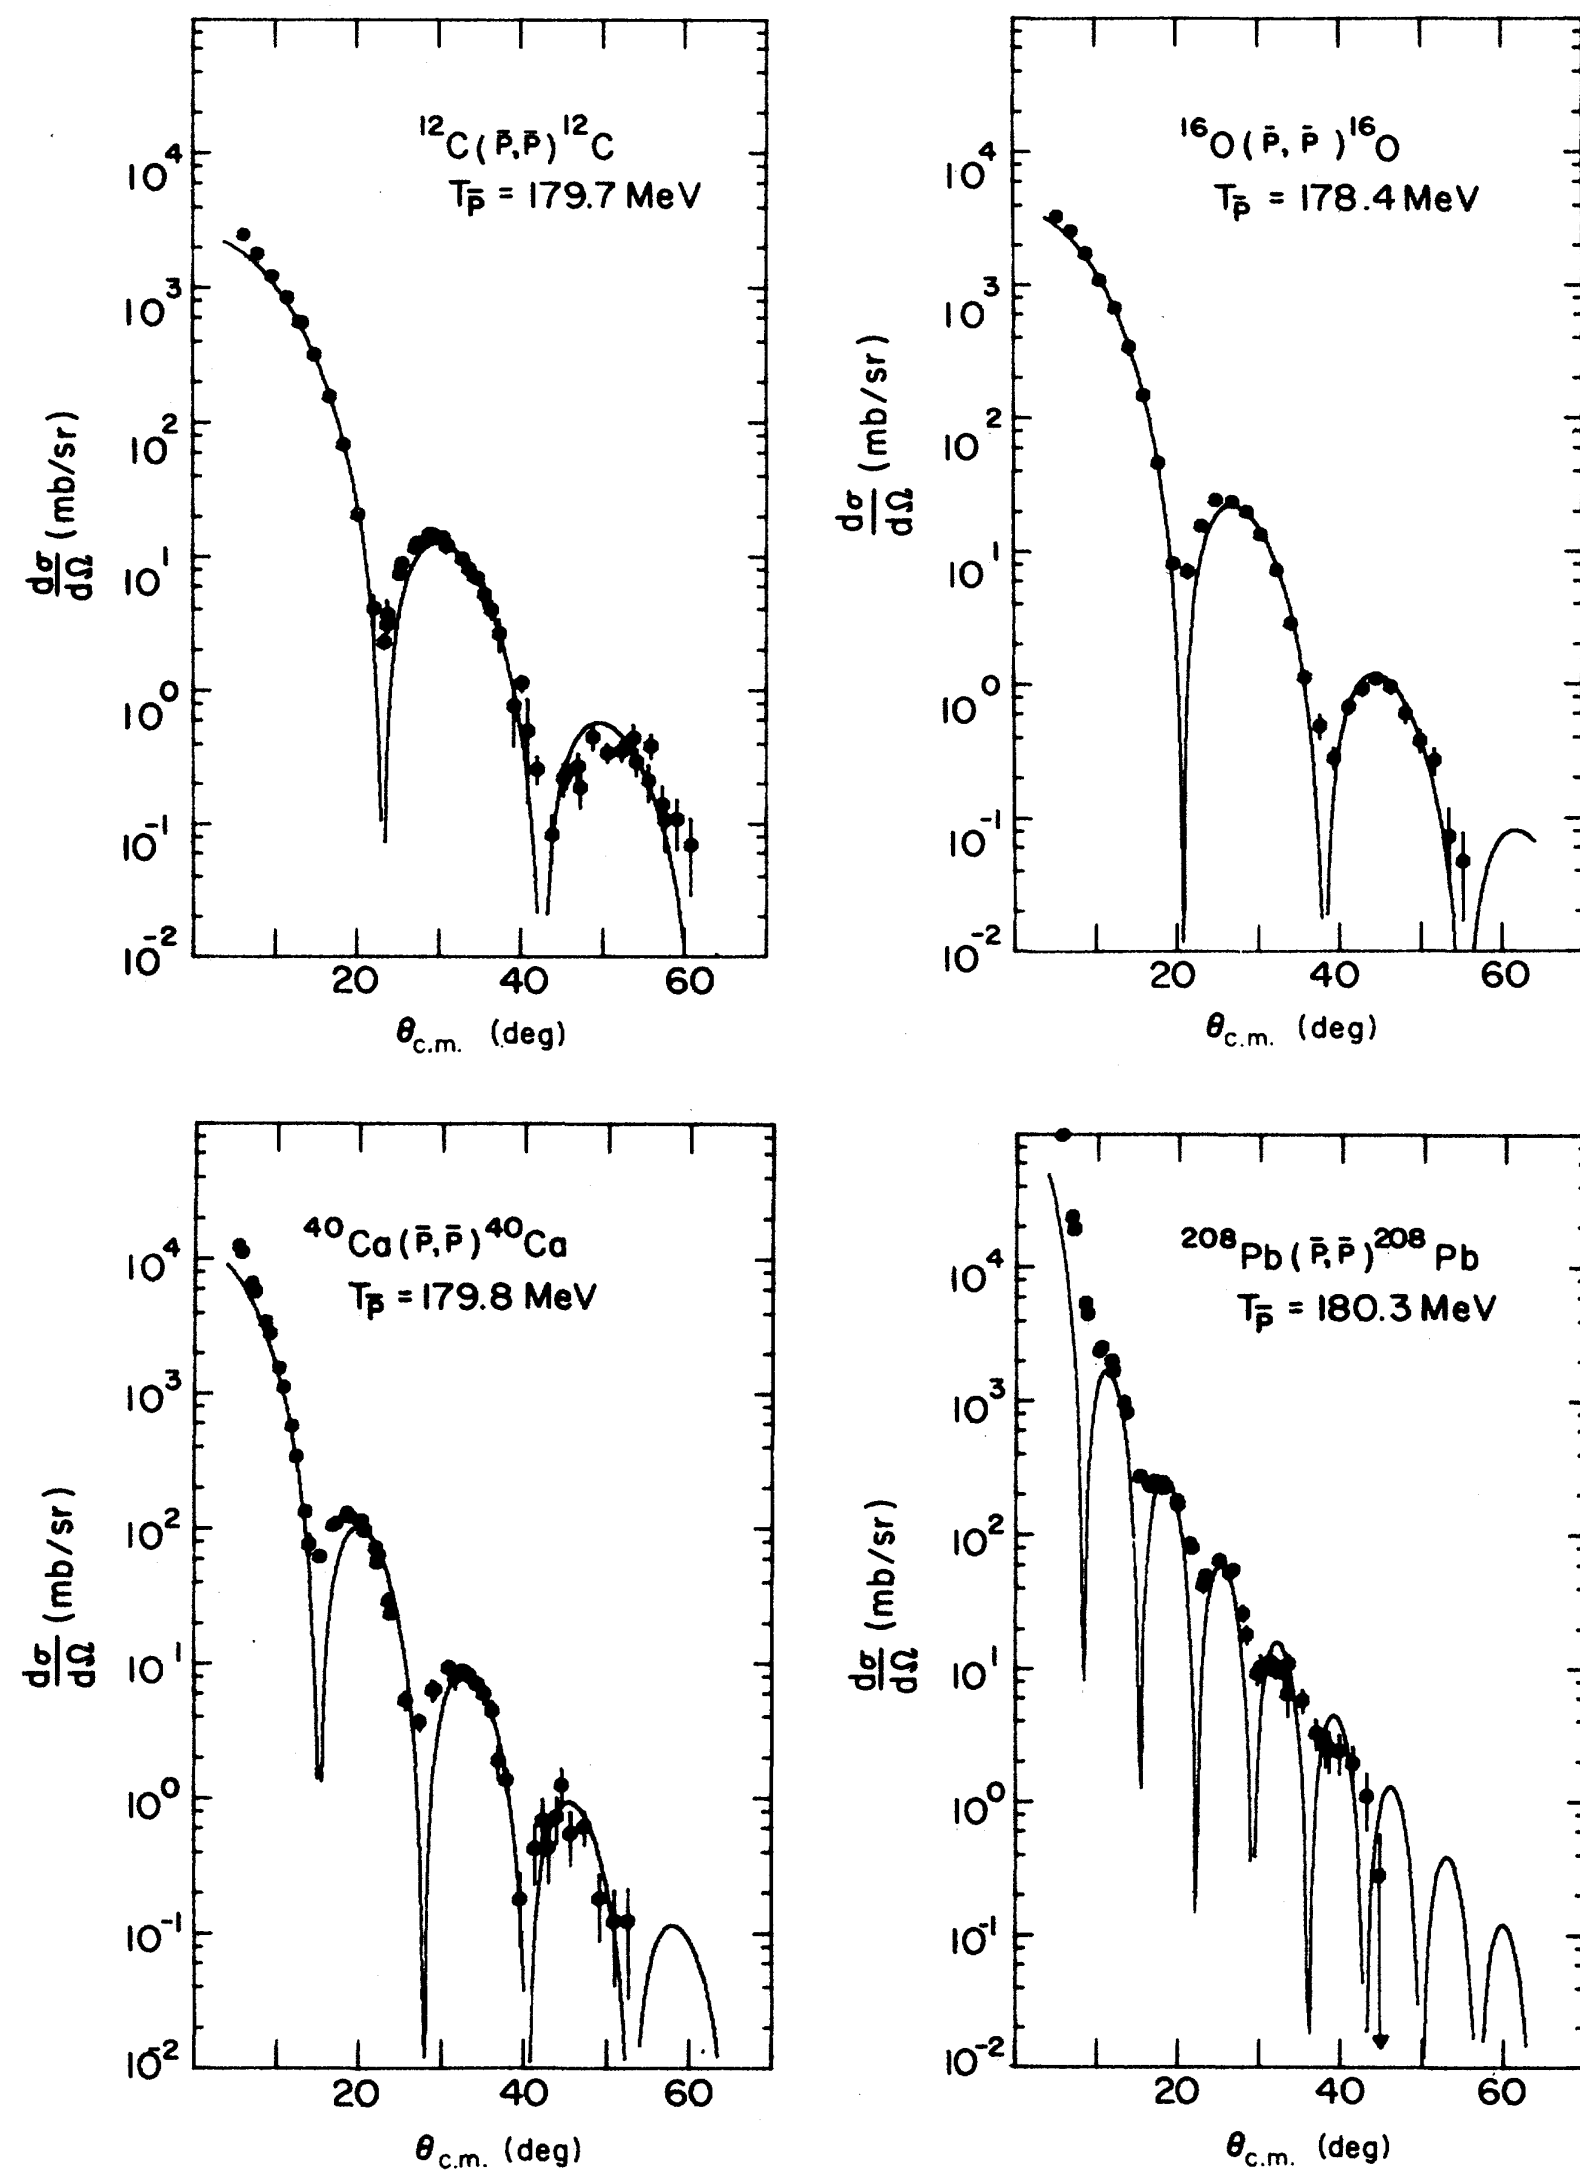 ¹²C(p̄,p̄)¹²C
Tp̄ = 179.7 MeV
10⁴
10³
10²
10¹
10⁰
10⁻¹
10⁻²
dσ/dΩ (mb/sr)
20 40 60
θc.m. (deg)
¹⁶O(p̄, p̄ )¹⁶O
Tp̄ = 178.4 MeV
10⁴
10³
10²
10¹
10⁰
10⁻¹
10⁻²
dσ/dΩ (mb/sr)
20 40 60
θc.m. (deg)
⁴⁰Ca(p̄,p̄)⁴⁰Ca
Tp̄ = 179.8 MeV
10⁴
10³
10²
10¹
10⁰
10⁻¹
10⁻²
dσ/dΩ (mb/sr)
20 40 60
θc.m. (deg)
²⁰⁸Pb(p̄,p̄)²⁰⁸Pb
Tp̄ = 180.3 MeV
10⁴
10³
10²
10¹
10⁰
10⁻¹
10⁻²
dσ/dΩ (mb/sr)
20 40 60
θc.m. (deg)